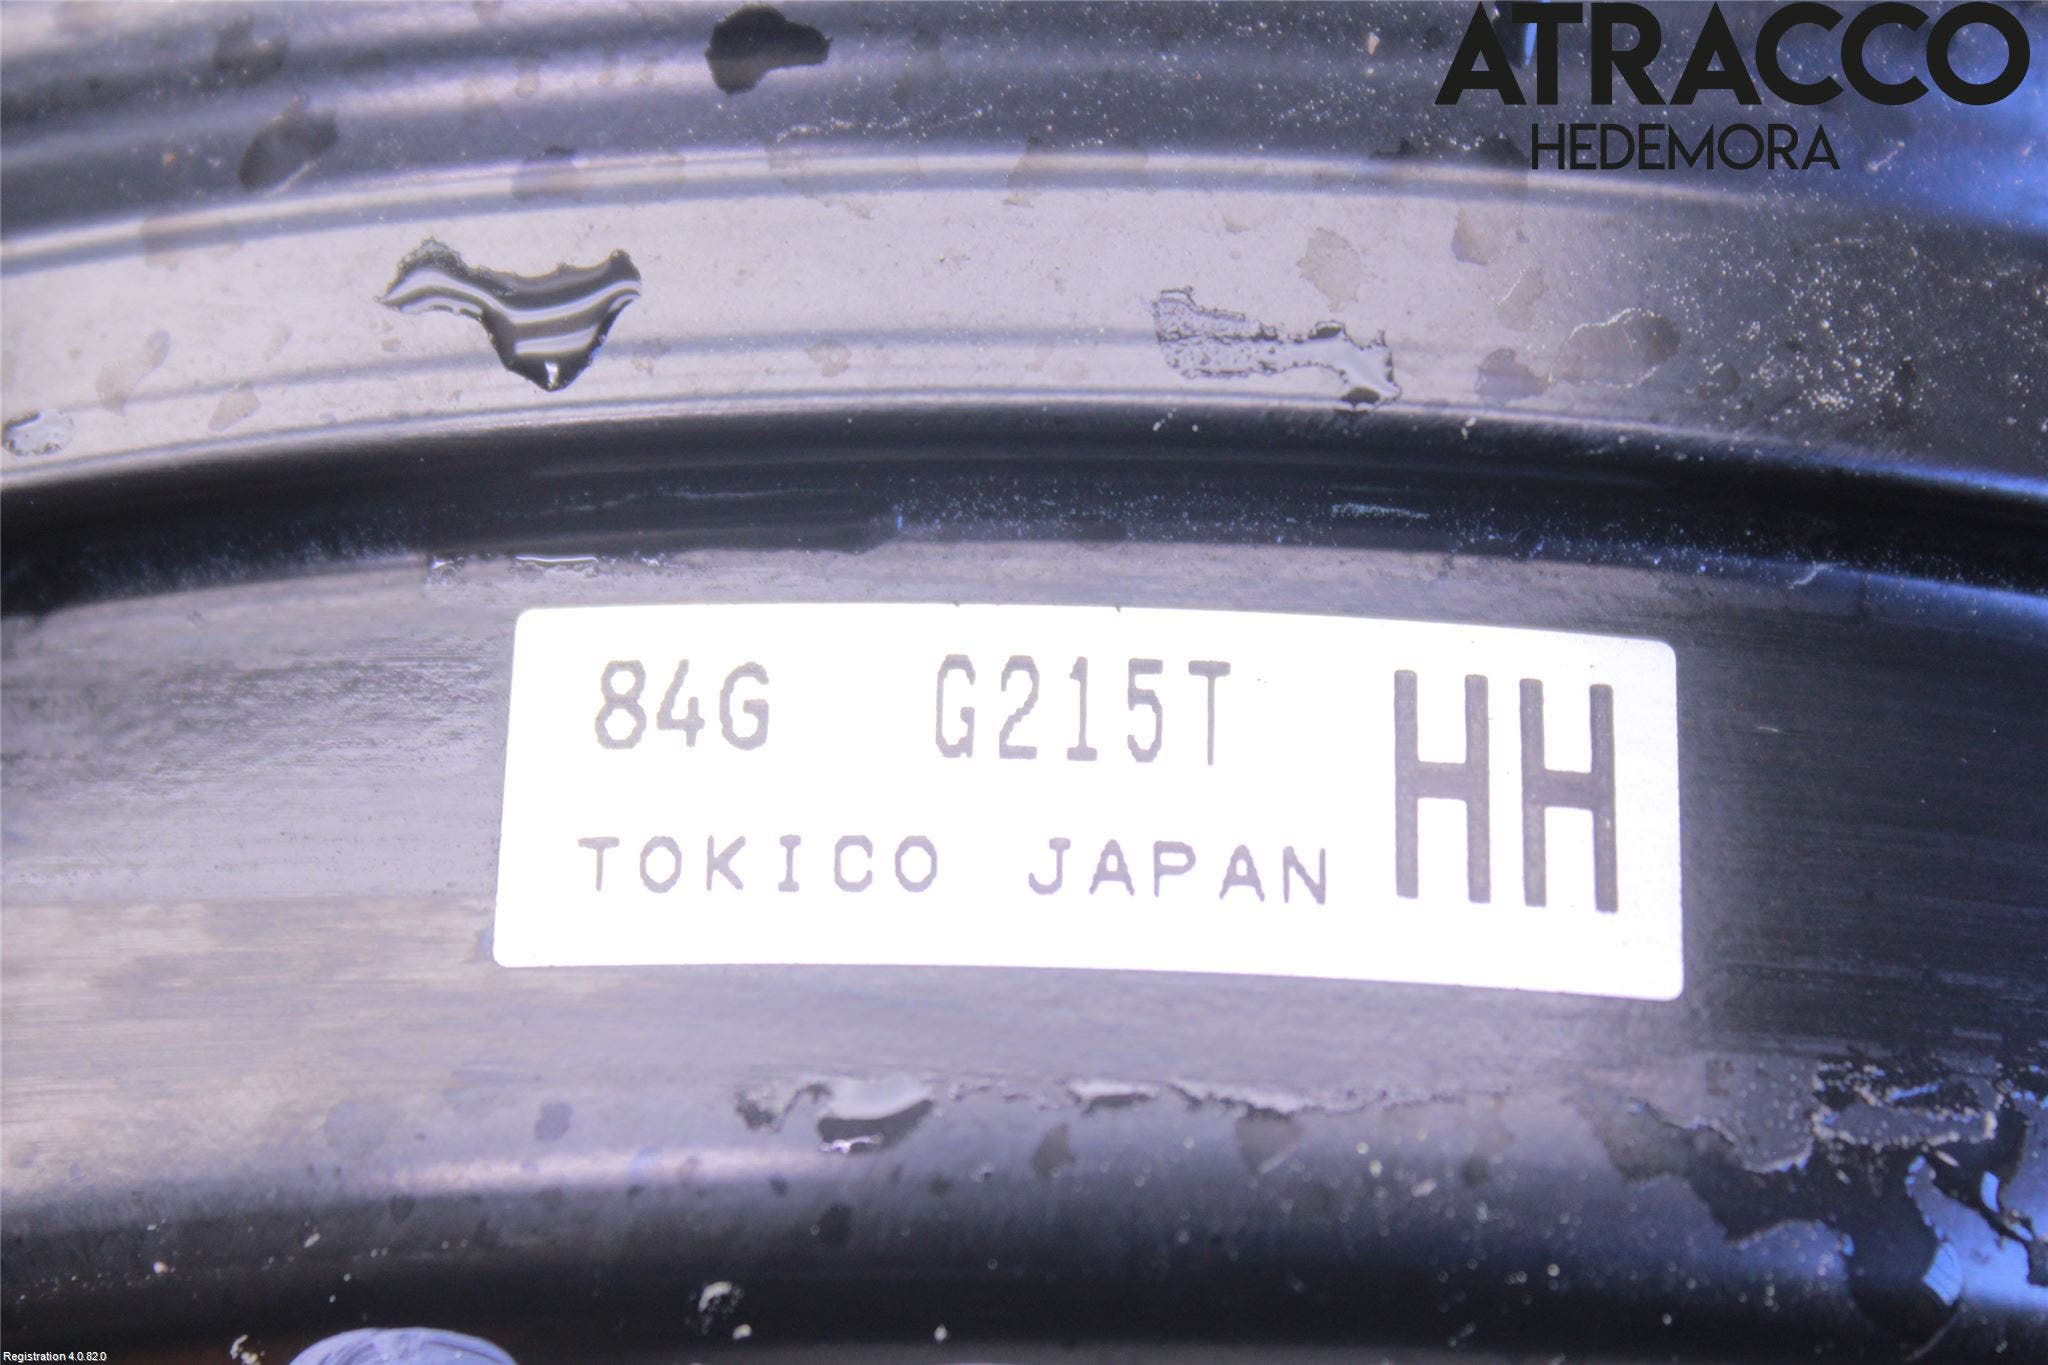 ATRACCO
HEDEMORA
84G G215T HH
TOKICO JAPAN
Registration 4.0.82.0